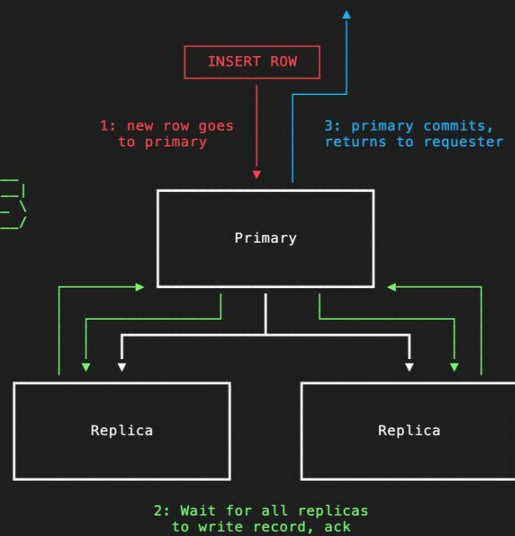 INSERT ROW
1: new row goes
to primary
3: primary commits,
returns to requester
Primary
Replica
Replica
2: Wait for all replicas
to write record, ack